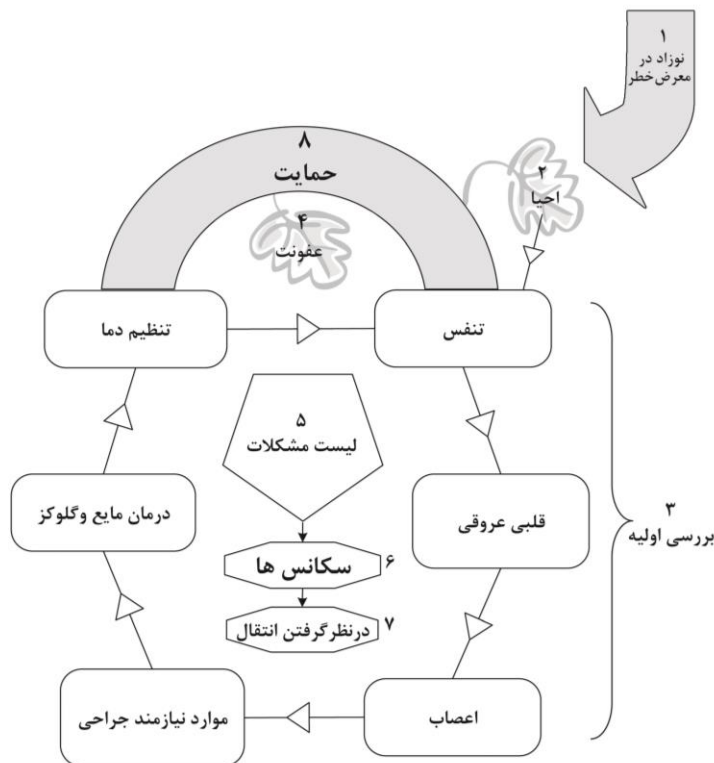 ۱
نوزاد در
معرض خطر
۲
احیا
۸
حمایت
۴
عفونت
تنفس
تنظیم دما
۵
لیست مشکلات
قلبی عروقی
درمان مایع وگلوکز
۳
بررسی اولیه
سکانس ها
۶
درنظرگرفتن انتقال
۷
اعصاب
موارد نیازمند جراحی